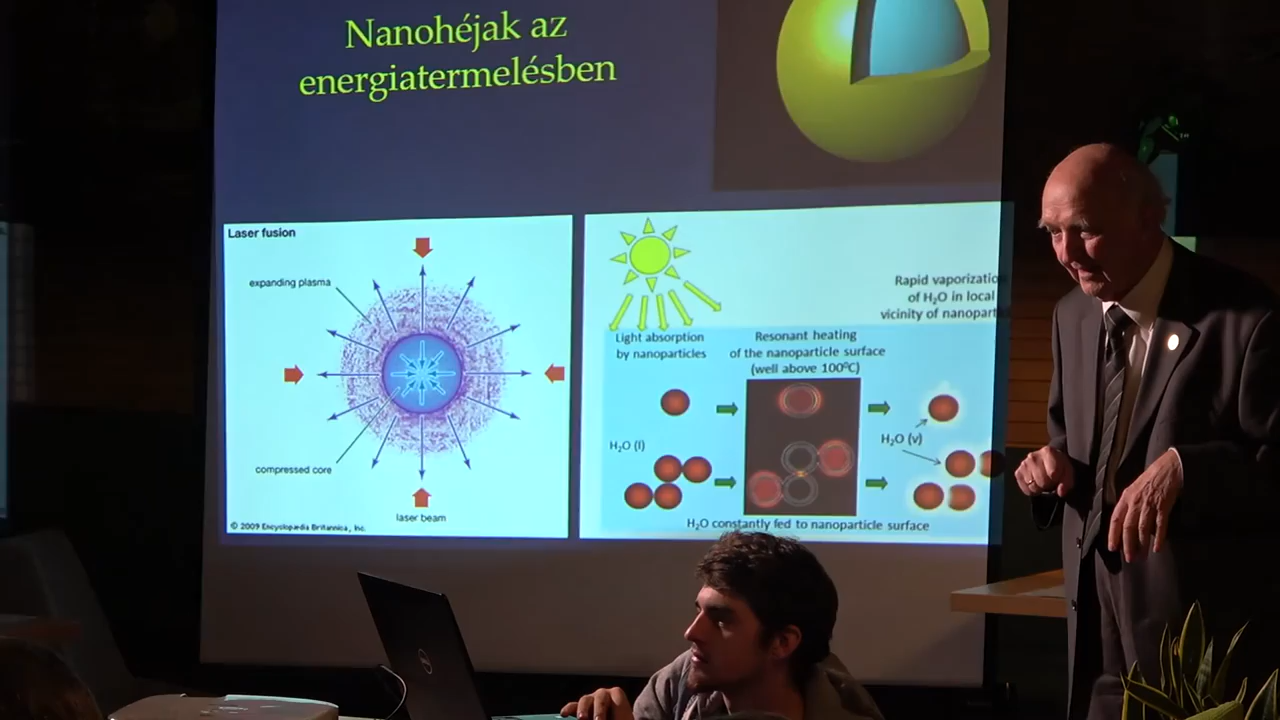 Nanohéjak az
energiatermelésben
Laser fusion
expanding plasma
compressed core
laser beam
© 2009 Encyclopædia Britannica, Inc.
Rapid vaporizatio
of H₂O in local
vicinity of nanopart
Light absorption
by nanoparticles
Resonant heating
of the nanoparticle surface
(well above 100⁰C)
H₂O (l)
H₂O (v)
H₂O constantly fed to nanoparticle surface
DELL